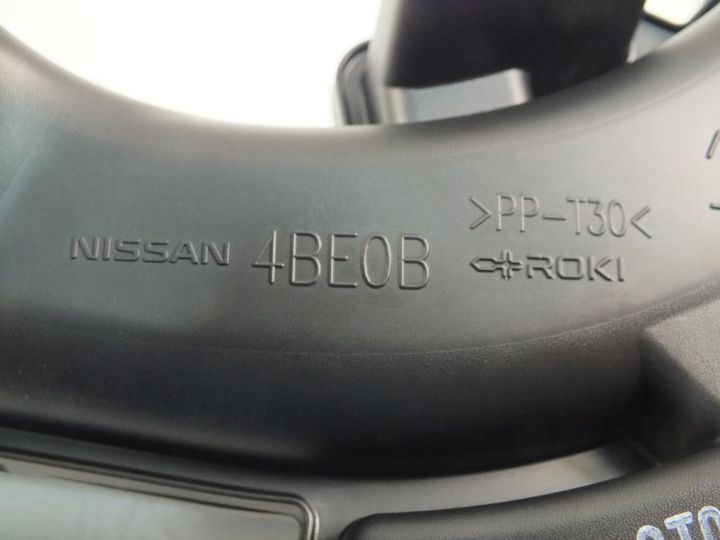 NISSAN 4BE0B
>PP-T30<
ROKI